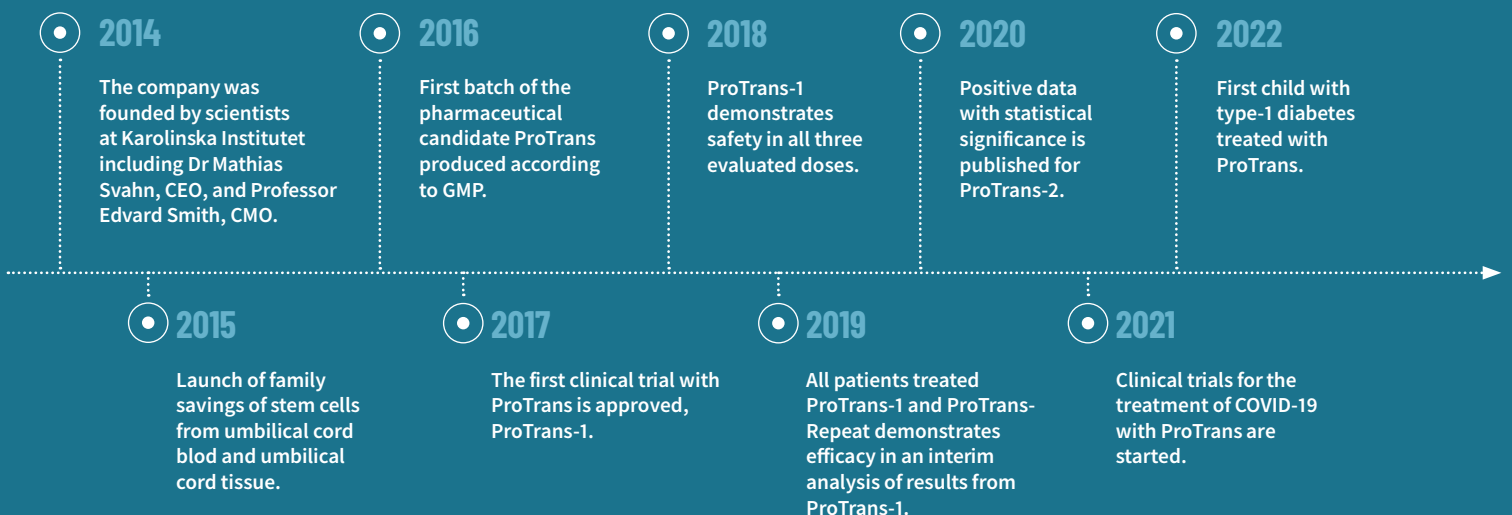 2014
The company was
founded by scientists
at Karolinska Institutet
including Dr Mathias
Svahn, CEO, and Professor
Edvard Smith, CMO.
2015
Launch of family
savings of stem cells
from umbilical cord
blod and umbilical
cord tissue.
2016
First batch of the
pharmaceutical
candidate ProTrans
produced according
to GMP.
2017
The first clinical trial with
ProTrans is approved,
ProTrans-1.
2018
ProTrans-1
demonstrates
safety in all three
evaluated doses.
2019
All patients treated
ProTrans-1 and ProTrans-
Repeat demonstrates
efficacy in an interim
analysis of results from
ProTrans-1.
2020
Positive data
with statistical
significance is
published for
ProTrans-2.
2021
Clinical trials for the
treatment of COVID-19
with ProTrans are
started.
2022
First child with
type-1 diabetes
treated with
ProTrans.